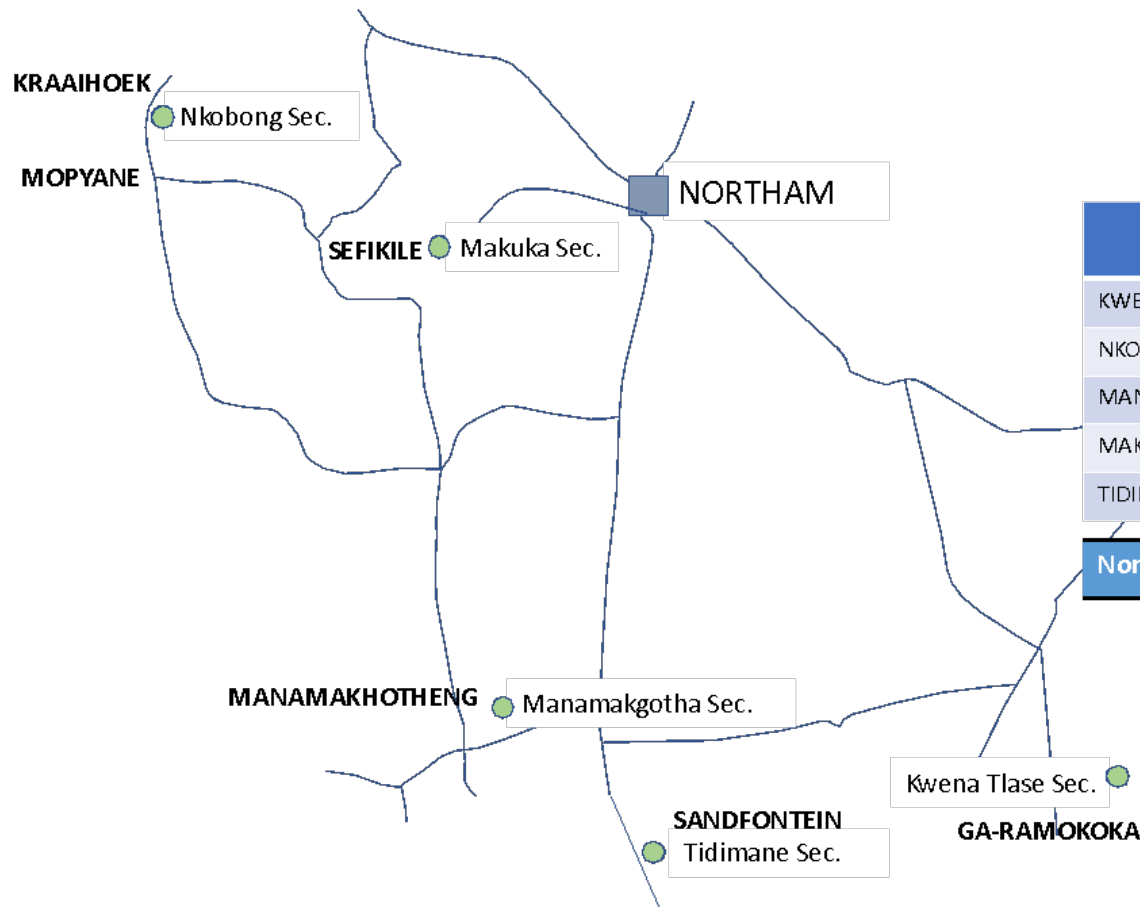 KRAAIHOEK
Nkobong Sec.
MOPYANE
NORTHAM
SEFIKILE
Makuka Sec.
KWE
NKO
MAN
MAK
TIDI
Nor
MANAMAKHOTHENG
Manamakgotha Sec.
Kwena Tlase Sec.
SANDFONTEIN
GA-RAMOKOKA
Tidimane Sec.